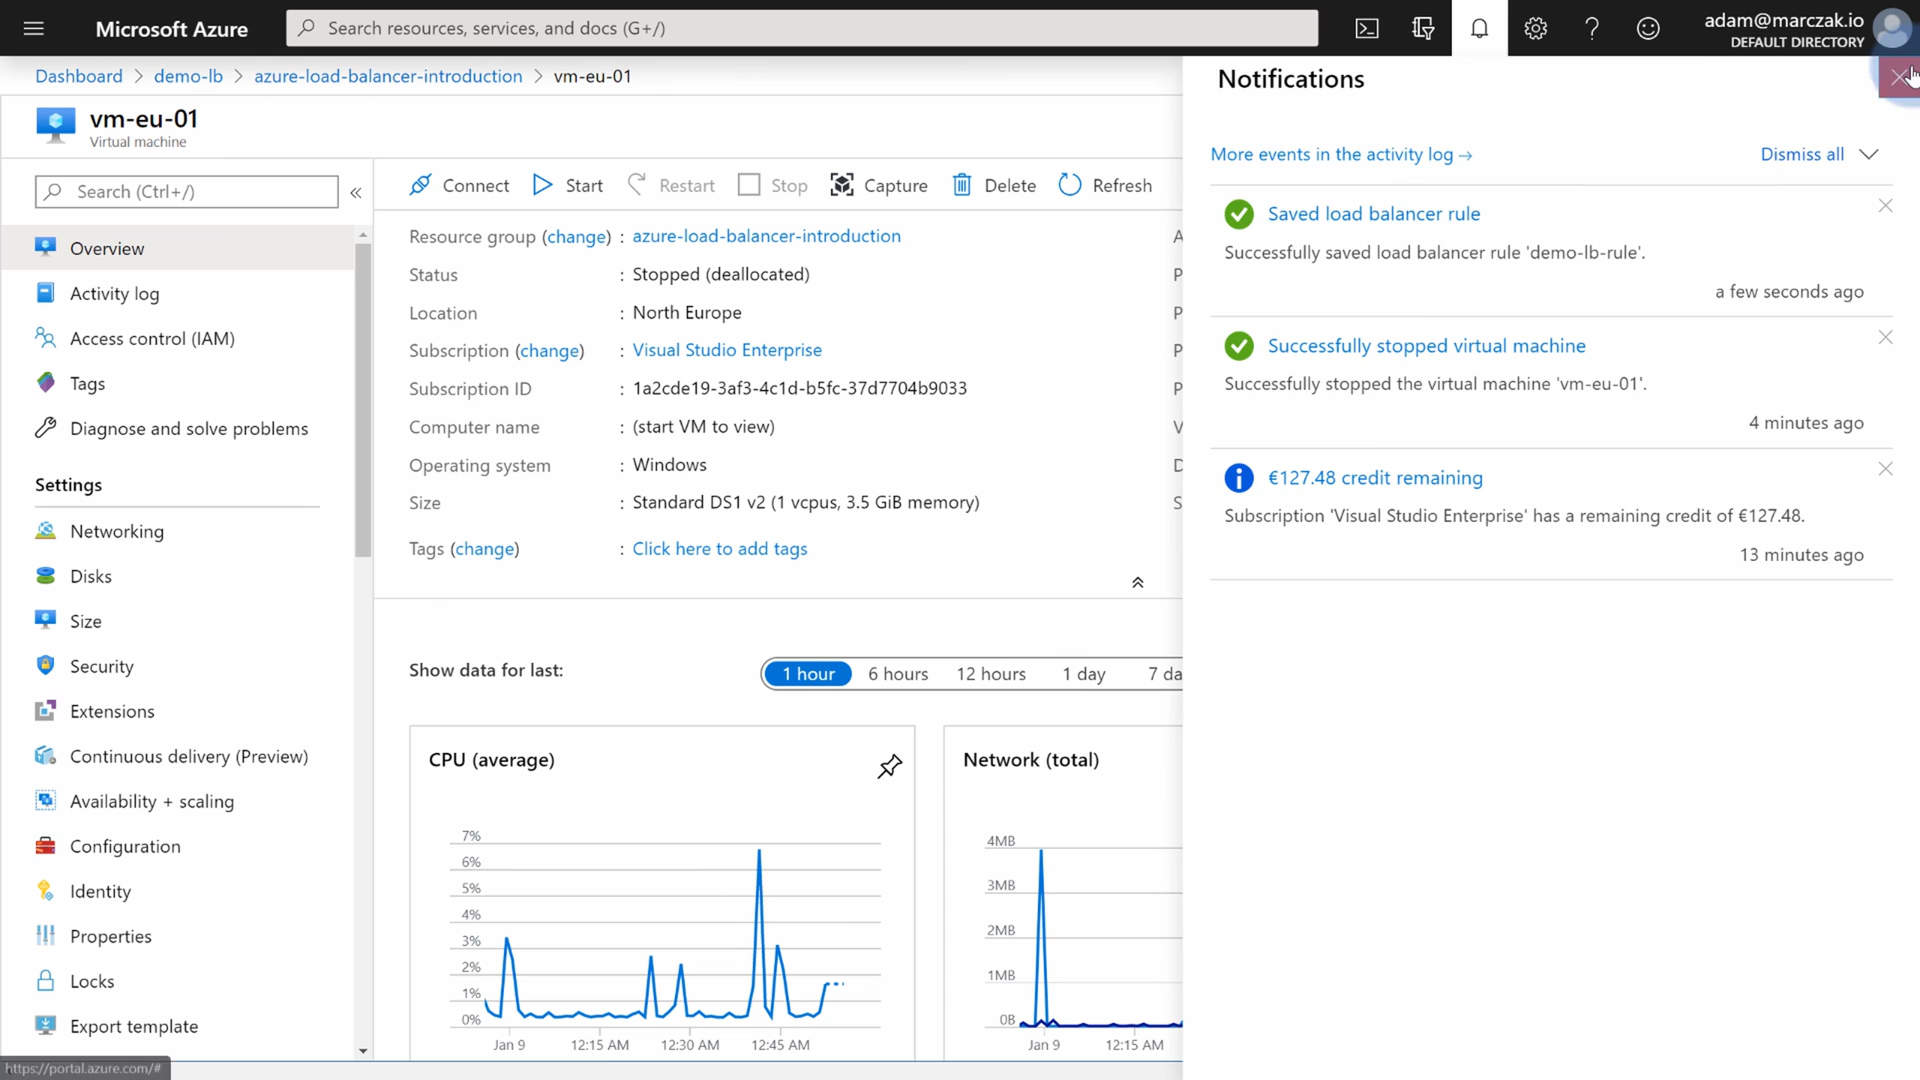 Microsoft Azure
Search resources, services, and docs (G+/)
adam@marczak.io
DEFAULT DIRECTORY
Dashboard > demo-lb > azure-load-balancer-introduction > vm-eu-01
vm-eu-01
Virtual machine
Search (Ctrl+/)
«
Overview
Activity log
Access control (IAM)
Tags
Diagnose and solve problems
Settings
Networking
Disks
Size
Security
Extensions
Continuous delivery (Preview)
Availability + scaling
Configuration
Identity
Properties
Locks
Export template
https://portal.azure.com/#
Connect Start Restart Stop Capture Delete Refresh
Resource group (change) : azure-load-balancer-introduction
Status : Stopped (deallocated)
Location : North Europe
Subscription (change) : Visual Studio Enterprise
Subscription ID : 1a2cde19-3af3-4c1d-b5fc-37d7704b9033
Computer name : (start VM to view)
Operating system : Windows
Size : Standard DS1 v2 (1 vcpus, 3.5 GiB memory)
Tags (change) : Click here to add tags
A
P
P
P
P
V
D
S
Show data for last: 1 hour 6 hours 12 hours 1 day 7 da
CPU (average)
7%
6%
5%
4%
3%
2%
1%
0%
Jan 9 12:15 AM 12:30 AM 12:45 AM
Network (total)
4MB
3MB
2MB
1MB
0B
Jan 9 12:15 AM
Notifications
More events in the activity log →
Dismiss all
Saved load balancer rule
Successfully saved load balancer rule 'demo-lb-rule'.
a few seconds ago
Successfully stopped virtual machine
Successfully stopped the virtual machine 'vm-eu-01'.
4 minutes ago
€127.48 credit remaining
Subscription 'Visual Studio Enterprise' has a remaining credit of €127.48.
13 minutes ago